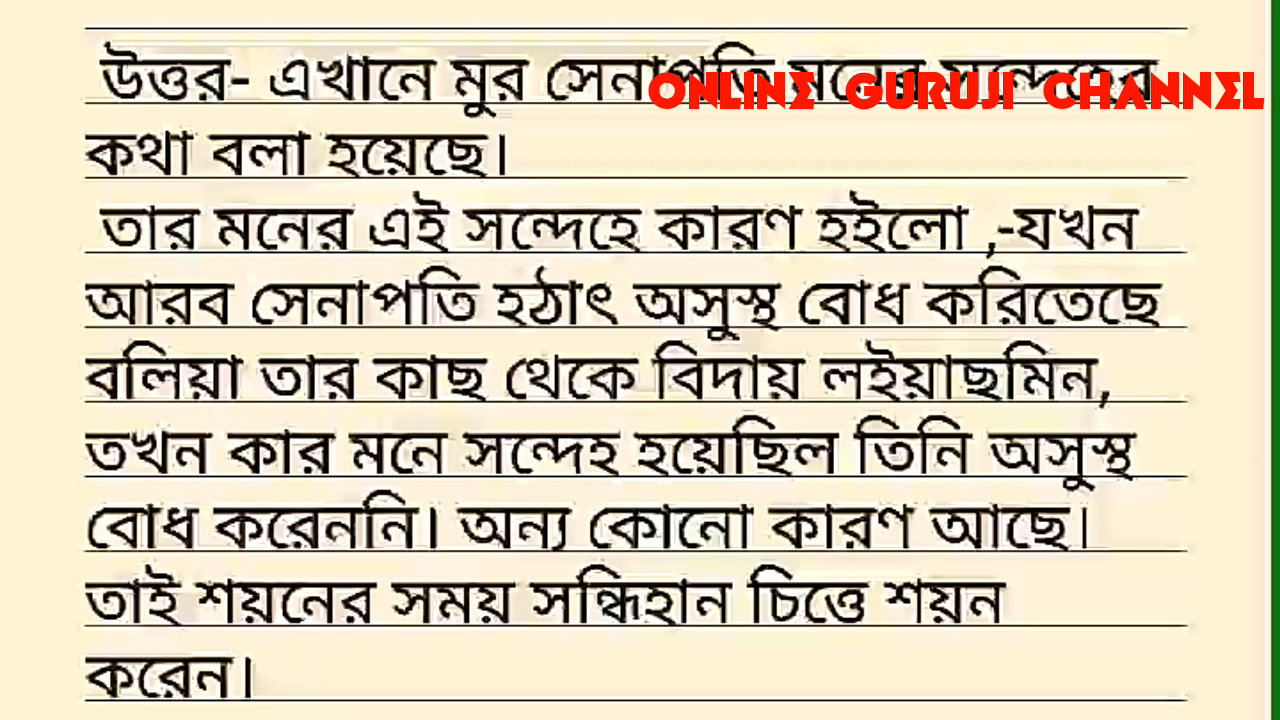 উত্তর- এখানে মুর সেনাপতি মনের সন্দেহের
ONLINE GURUJI CHANNEL
কথা বলা হয়েছে।
তার মনের এই সন্দেহে কারণ হইলো ,-যখন
আরব সেনাপতি হঠাৎ অসুস্থ বোধ করিতেছে
বলিয়া তার কাছ থেকে বিদায় লইয়াছমিন,
তখন কার মনে সন্দেহ হয়েছিল তিনি অসুস্থ
বোধ করেননি। অন্য কোনো কারণ আছে।
তাই শয়নের সময় সন্ধিহান চিত্তে শয়ন
করেন।